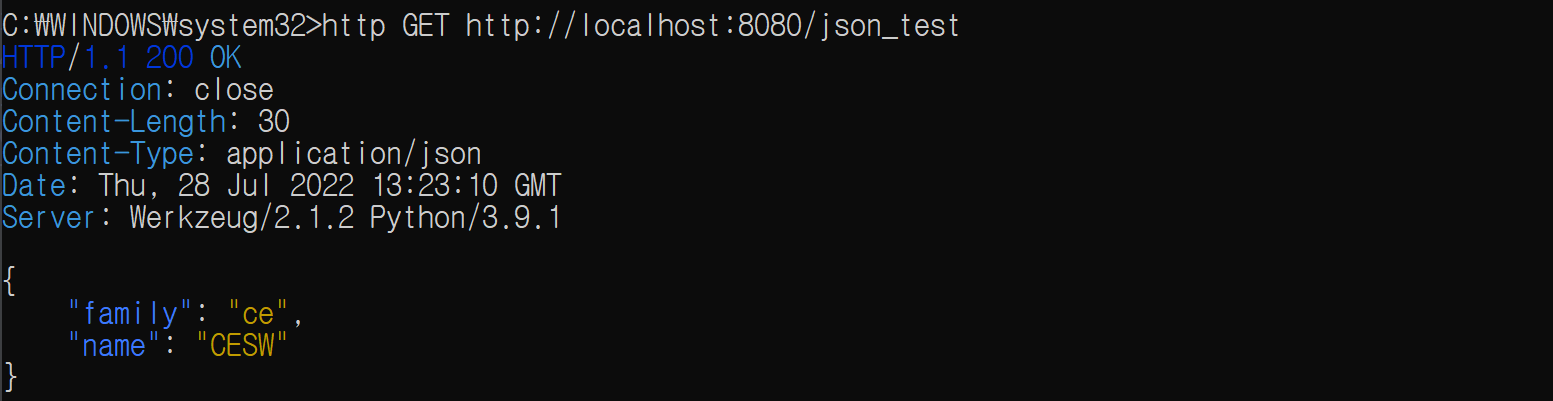 C:₩WINDOWS₩system32>http GET http://localhost:8080/json_test
HTTP/1.1 200 OK
Connection: close
Content-Length: 30
Content-Type: application/json
Date: Thu, 28 Jul 2022 13:23:10 GMT
Server: Werkzeug/2.1.2 Python/3.9.1

{
    "family": "ce",
    "name": "CESW"
}